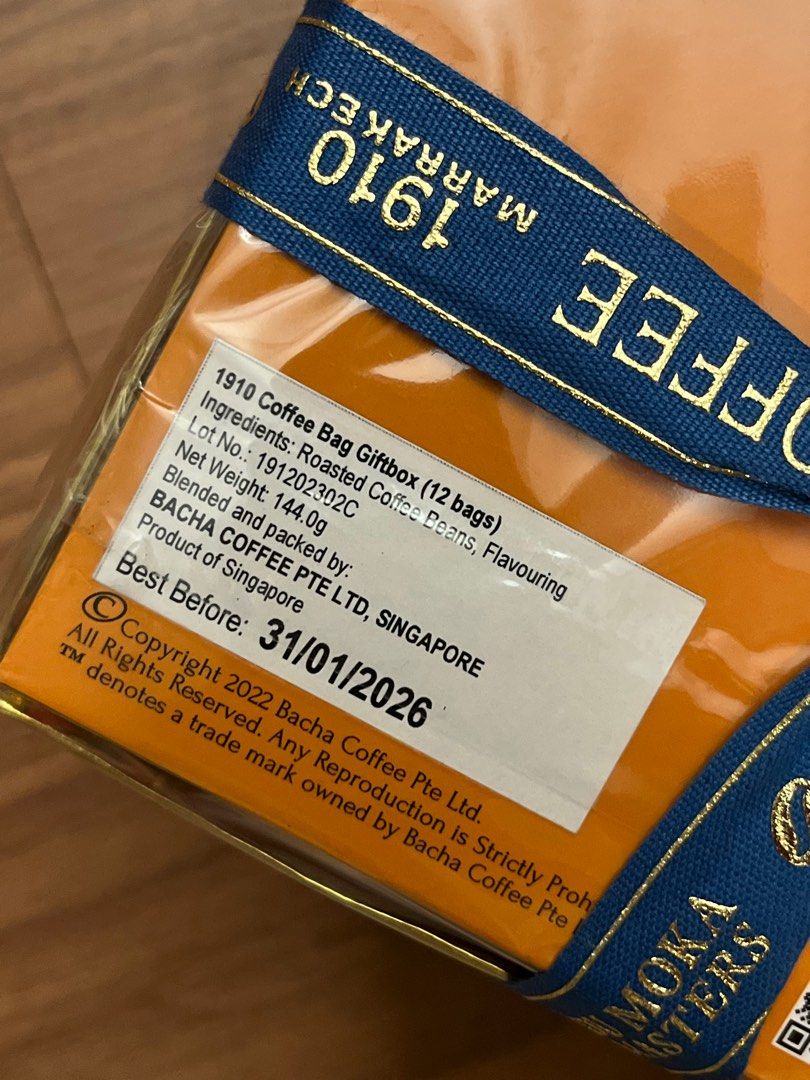 1910
MARRAKECH
COFFEE
1910 Coffee Bag Giftbox (12 bags)
Ingredients: Roasted Coffee Beans, Flavouring
Lot No.: 191202302C
Net Weight: 144.0g
Blended and packed by:
BACHA COFFEE PTE LTD, SINGAPORE
Product of Singapore
Best Before: 31/01/2026
© Copyright 2022 Bacha Coffee Pte Ltd.
All Rights Reserved. Any Reproduction is Strictly Proh
™ denotes a trade mark owned by Bacha Coffee Pte
MOKA